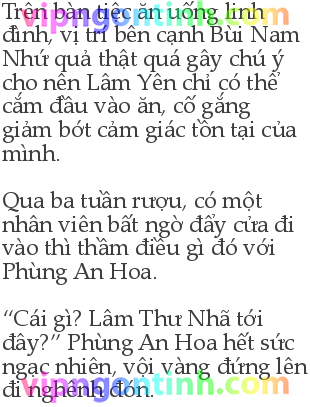 Trên bàn tiệc ăn uống linh
đình, vị trí bên cạnh Bùi Nam
Nhứ quả thật quá gây chú ý
cho nên Lâm Yên chỉ có thể
cắm đầu vào ăn, cố gắng
giảm bớt cảm giác tồn tại của
mình.

Qua ba tuần rượu, có một
nhân viên bất ngờ đẩy cửa đi
vào thì thầm điều gì đó với
Phùng An Hoa.

“Cái gì? Lâm Thư Nhã tới
đây?” Phùng An Hoa hết sức
ngạc nhiên, vội vàng đứng lên
đi nghênh đón.
vipngontinh.com
vipngontinh.com